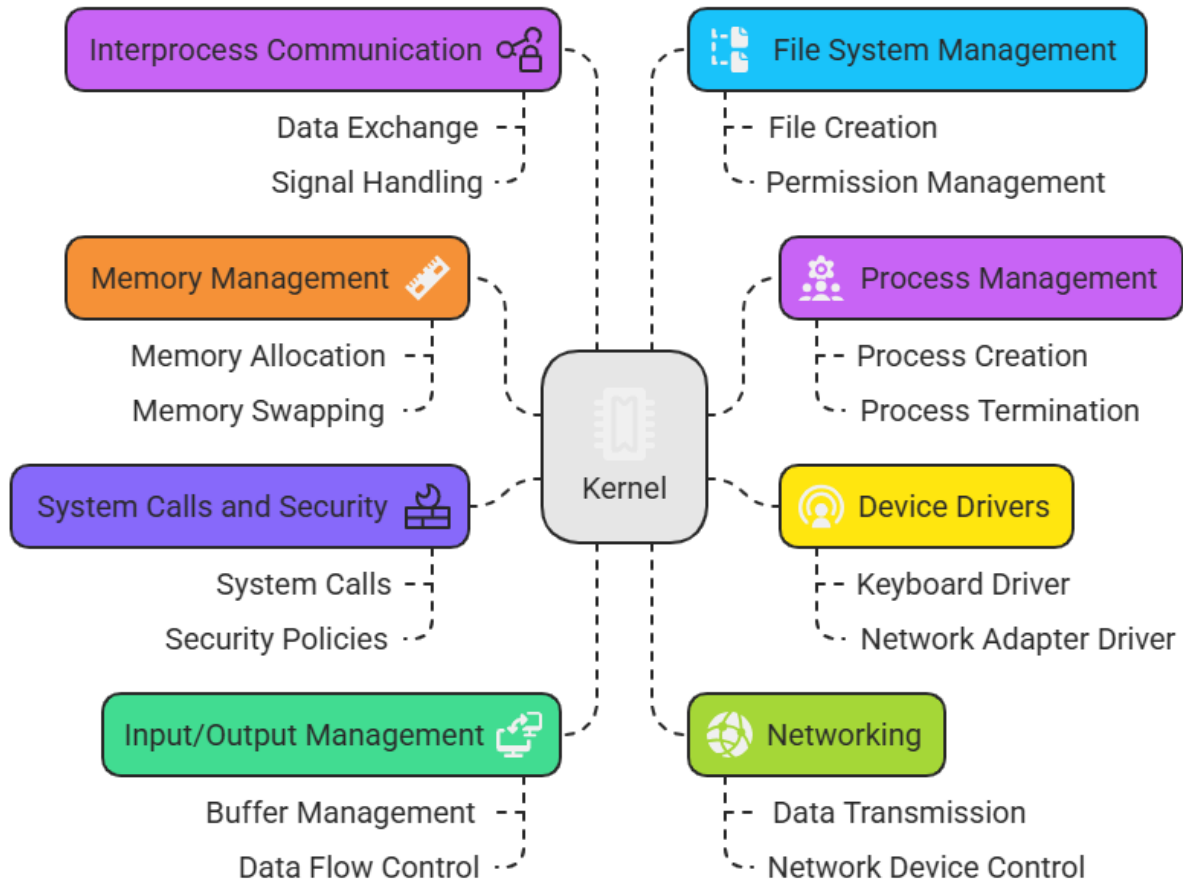 Interprocess Communication
Data Exchange
Signal Handling
File System Management
File Creation
Permission Management
Memory Management
Memory Allocation
Memory Swapping
Process Management
Process Creation
Process Termination
Kernel
System Calls and Security
System Calls
Security Policies
Device Drivers
Keyboard Driver
Network Adapter Driver
Input/Output Management
Buffer Management
Data Flow Control
Networking
Data Transmission
Network Device Control